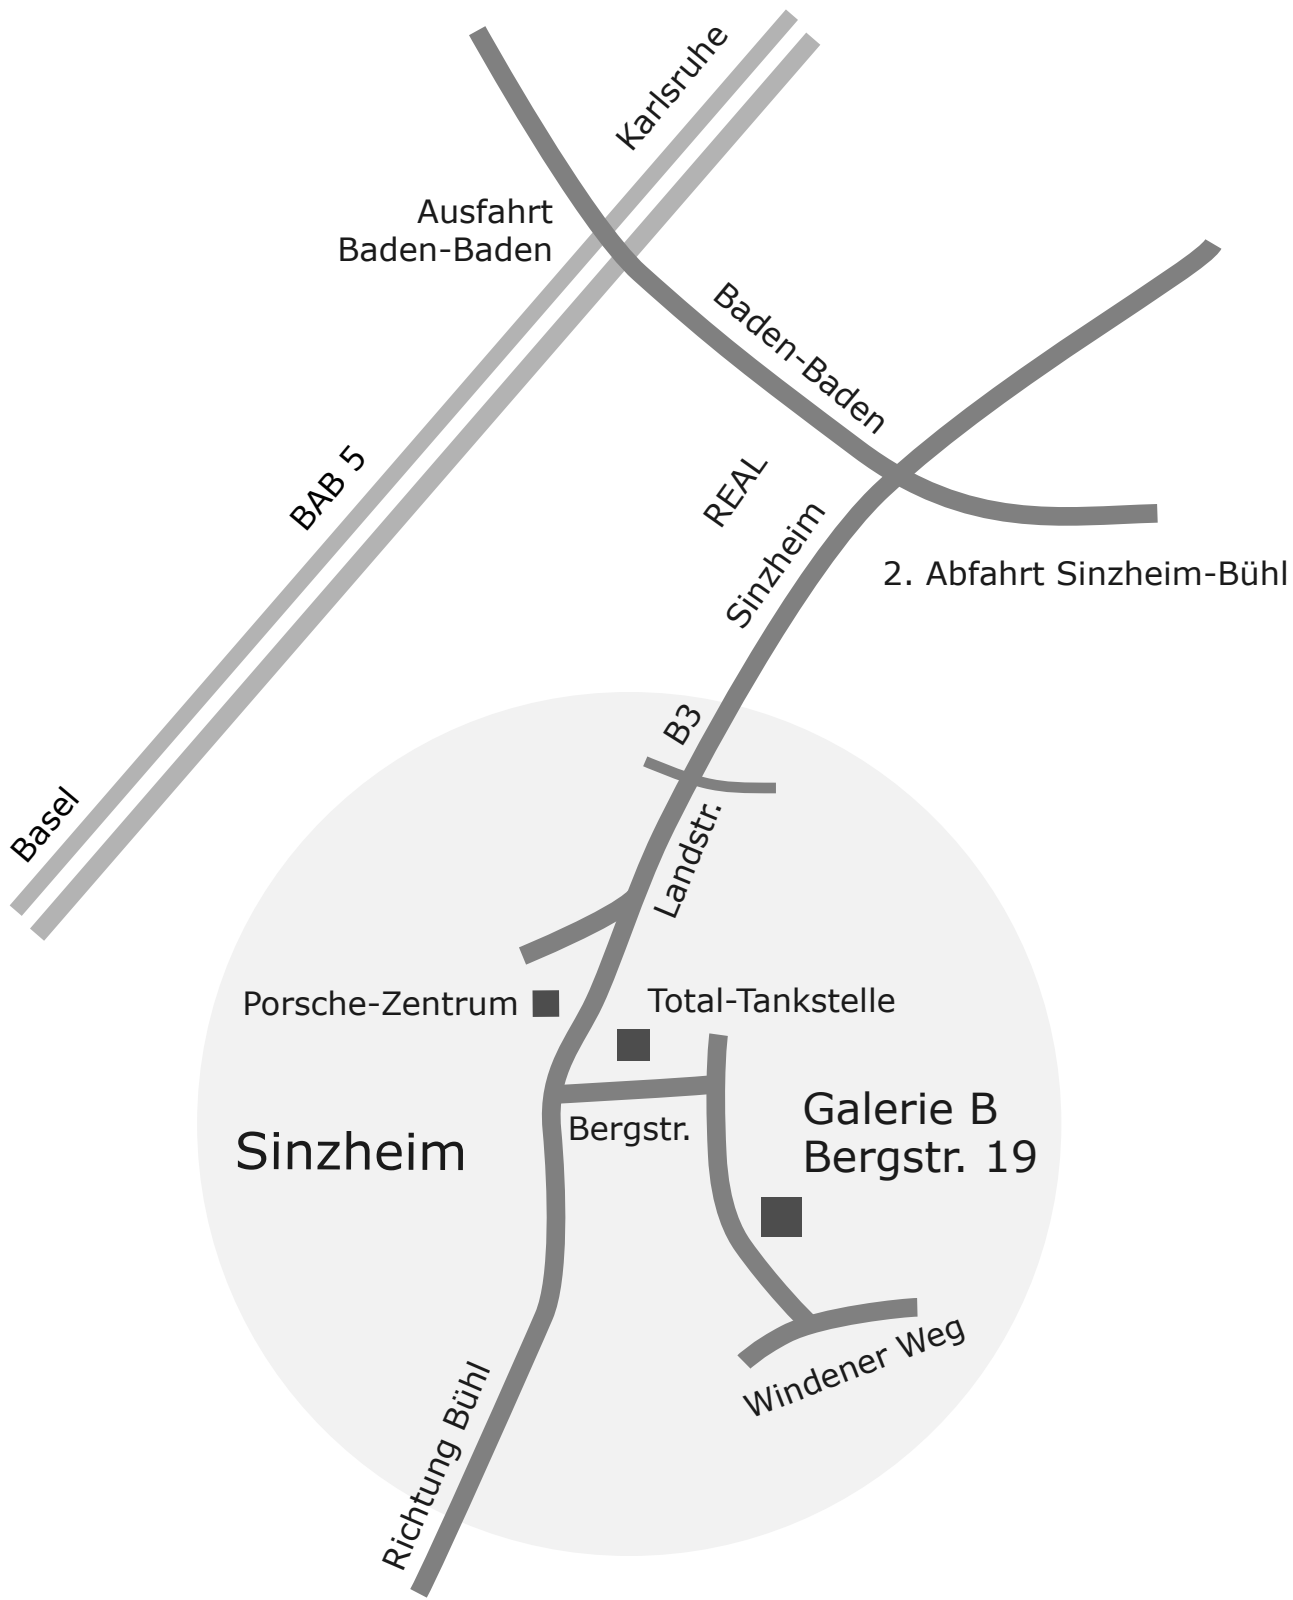 Karlsruhe
Ausfahrt
Baden-Baden
Baden-Baden
BAB 5
REAL
Sinzheim
2. Abfahrt Sinzheim-Bühl
B3
Basel
Landstr.
Porsche-Zentrum
Total-Tankstelle
Galerie B
Bergstr. 19
Bergstr.
Sinzheim
Windener Weg
Richtung Bühl